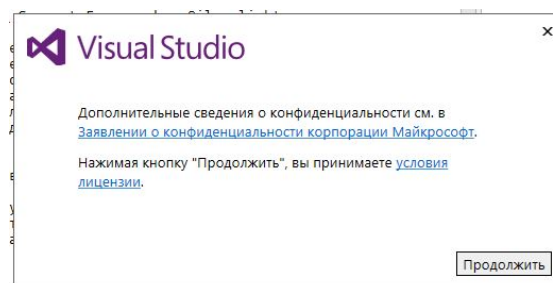 Visual Studio
Дополнительные сведения о конфиденциальности см. в
Заявлении о конфиденциальности корпорации Майкрософт.
Нажимая кнопку "Продолжить", вы принимаете условия
лицензии.
Продолжить